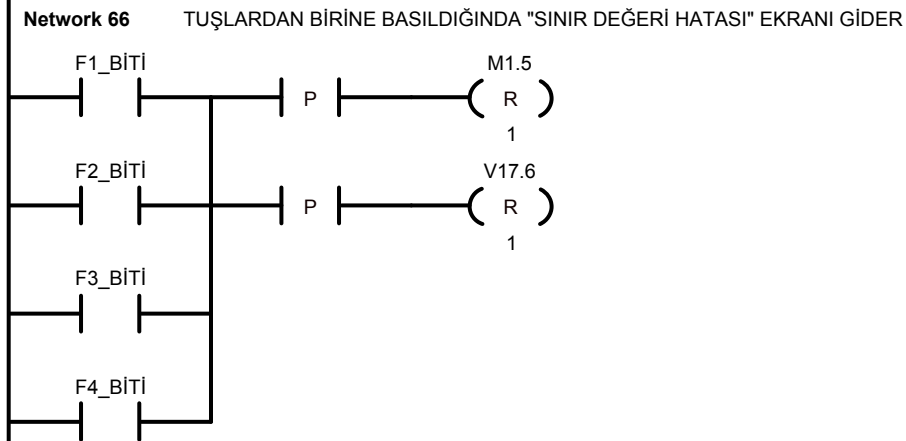 Network 66 TUŞLARDAN BİRİNE BASILDIĞINDA "SINIR DEĞERİ HATASI" EKRANI GİDER
F1_BİTİ M1.5
P R
1
F2_BİTİ V17.6
P R
1
F3_BİTİ
F4_BİTİ